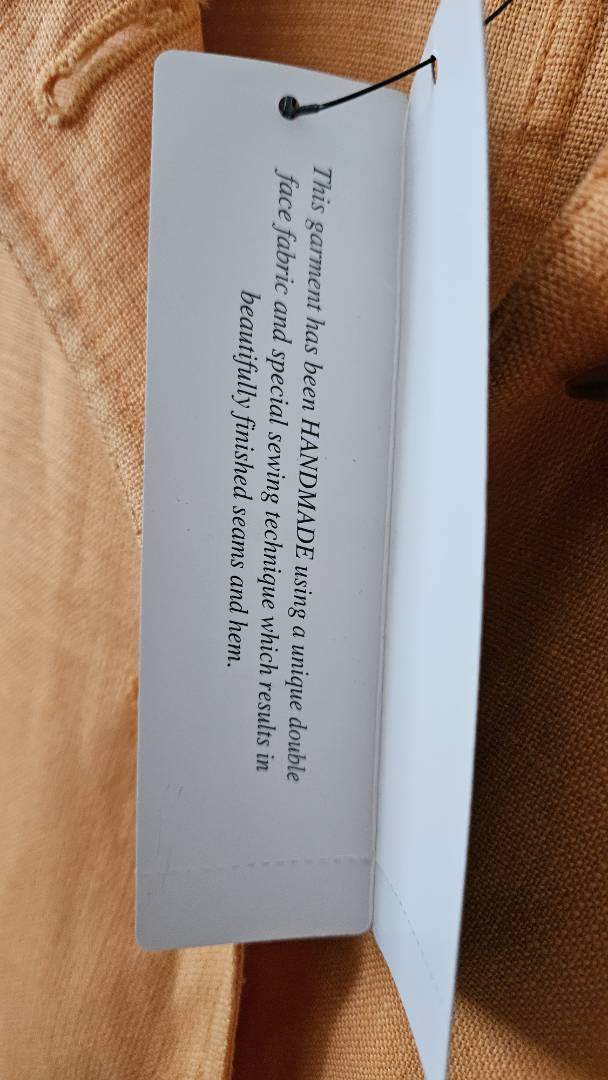 This garment has been HANDMADE using a unique double
face fabric and special sewing technique which results in
beautifully finished seams and hem.